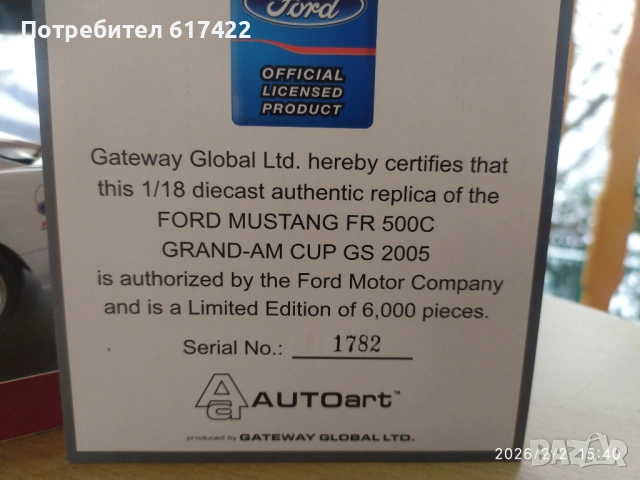 Потребител 617422
Ford
OFFICIAL
LICENSED
PRODUCT
Gateway Global Ltd. hereby certifies that
this 1/18 diecast authentic replica of the
FORD MUSTANG FR 500C
GRAND-AM CUP GS 2005
is authorized by the Ford Motor Company
and is a Limited Edition of 6,000 pieces.
Serial No.: 1782
AUTOart™
produced by GATEWAY GLOBAL LTD.
2026/2/2 15:40
BAZAR